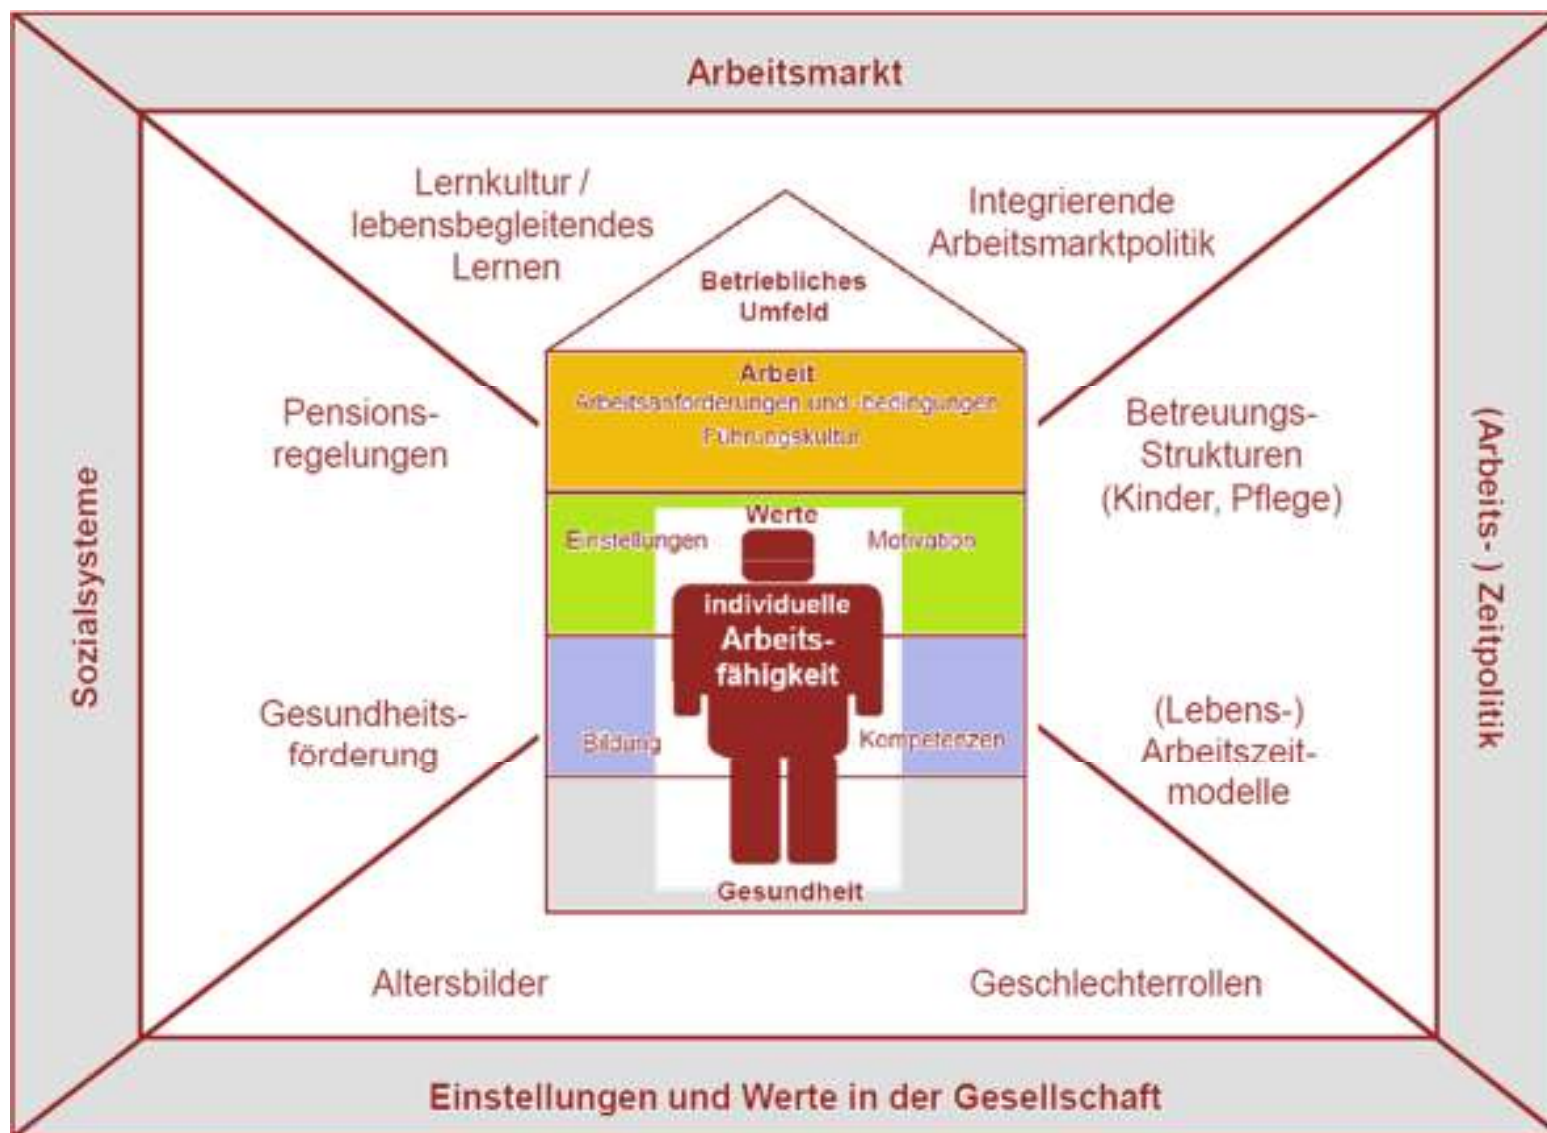 Arbeitsmarkt
Lernkultur /
lebensbegleitendes
Lernen
Integrierende
Arbeitsmarktpolitik
Betriebliches
Umfeld
Arbeit
Arbeitsanforderungen und -bedingungen
Führungskultur
Pensions-
regelungen
Betreuungs-
Strukturen
(Kinder, Pflege)
Sozialsysteme
(Arbeits- ) Zeitpolitik
Werte
Einstellungen
Motivation
individuelle
Arbeits-
fähigkeit
Bildung
Kompetenzen
Gesundheits-
förderung
(Lebens-)
Arbeitszeit-
modelle
Gesundheit
Altersbilder
Geschlechterrollen
Einstellungen und Werte in der Gesellschaft